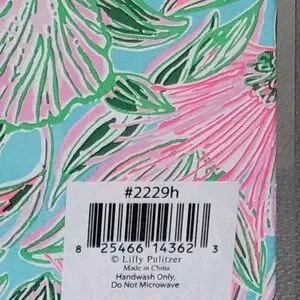 #2229h
8 25466 14362 3
© Lilly Pulitzer
Made in China
Handwash Only,
Do Not Microwave